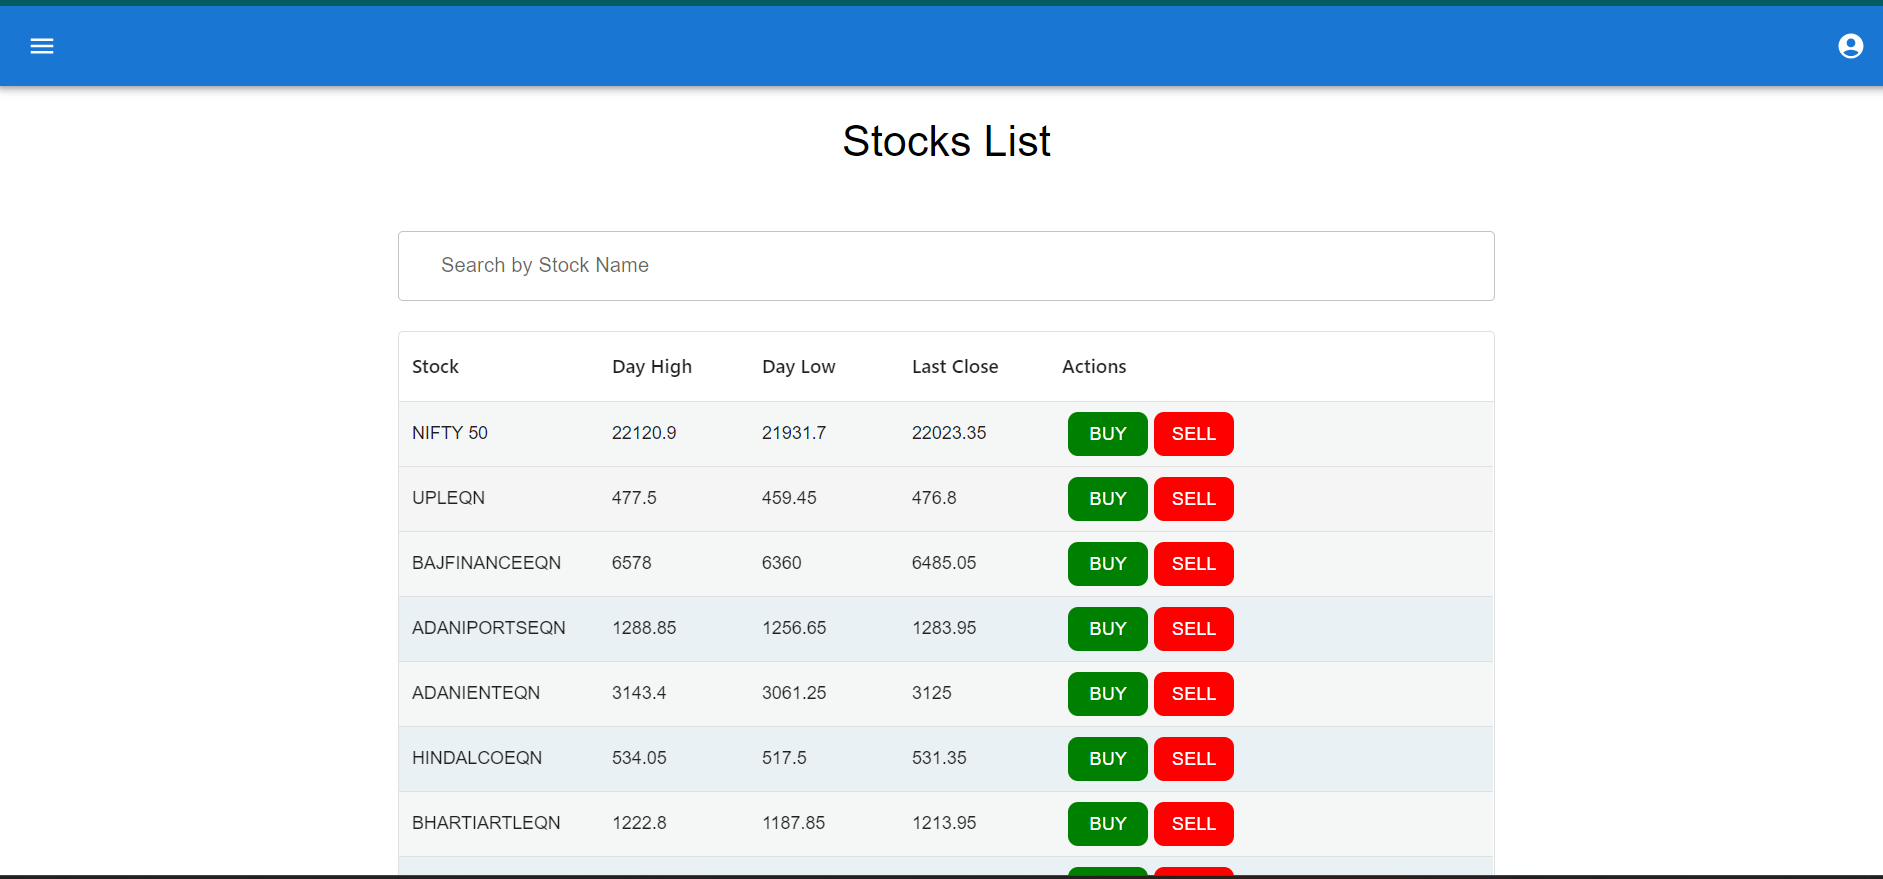 Stocks List
Search by Stock Name
Stock Day High Day Low Last Close Actions
NIFTY 50 22120.9 21931.7 22023.35 BUY SELL
UPLEQN 477.5 459.45 476.8 BUY SELL
BAJFINANCEEQN 6578 6360 6485.05 BUY SELL
ADANIPORTSEQN 1288.85 1256.65 1283.95 BUY SELL
ADANIENTEQN 3143.4 3061.25 3125 BUY SELL
HINDALCOEQN 534.05 517.5 531.35 BUY SELL
BHARTIARTLEQN 1222.8 1187.85 1213.95 BUY SELL